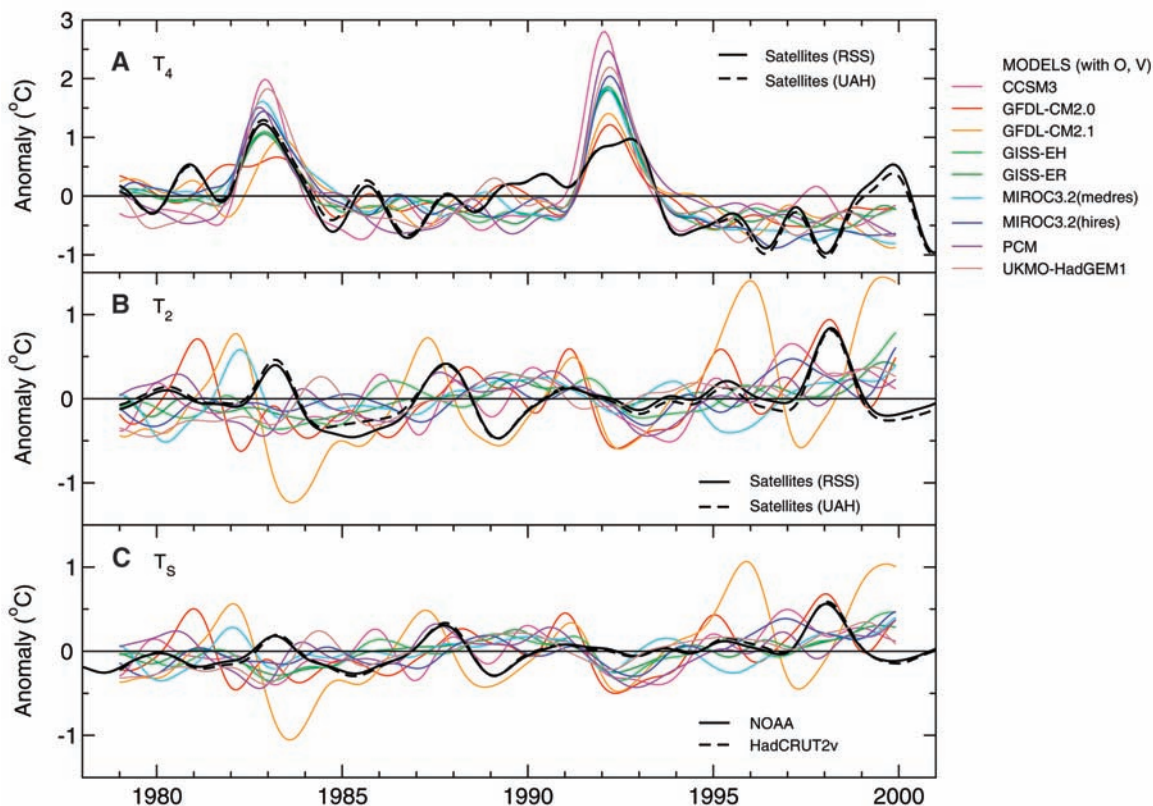 A T4
3
2
1
0
-1
Anomaly (°C)
Satellites (RSS)
Satellites (UAH)
MODELS (with O, V)
CCSM3
GFDL-CM2.0
GFDL-CM2.1
GISS-EH
GISS-ER
MIROC3.2(medres)
MIROC3.2(hires)
PCM
UKMO-HadGEM1
B T2
1
0
-1
Anomaly (°C)
Satellites (RSS)
Satellites (UAH)
C TS
1
0
-1
Anomaly (°C)
NOAA
HadCRUT2v
1980 1985 1990 1995 2000